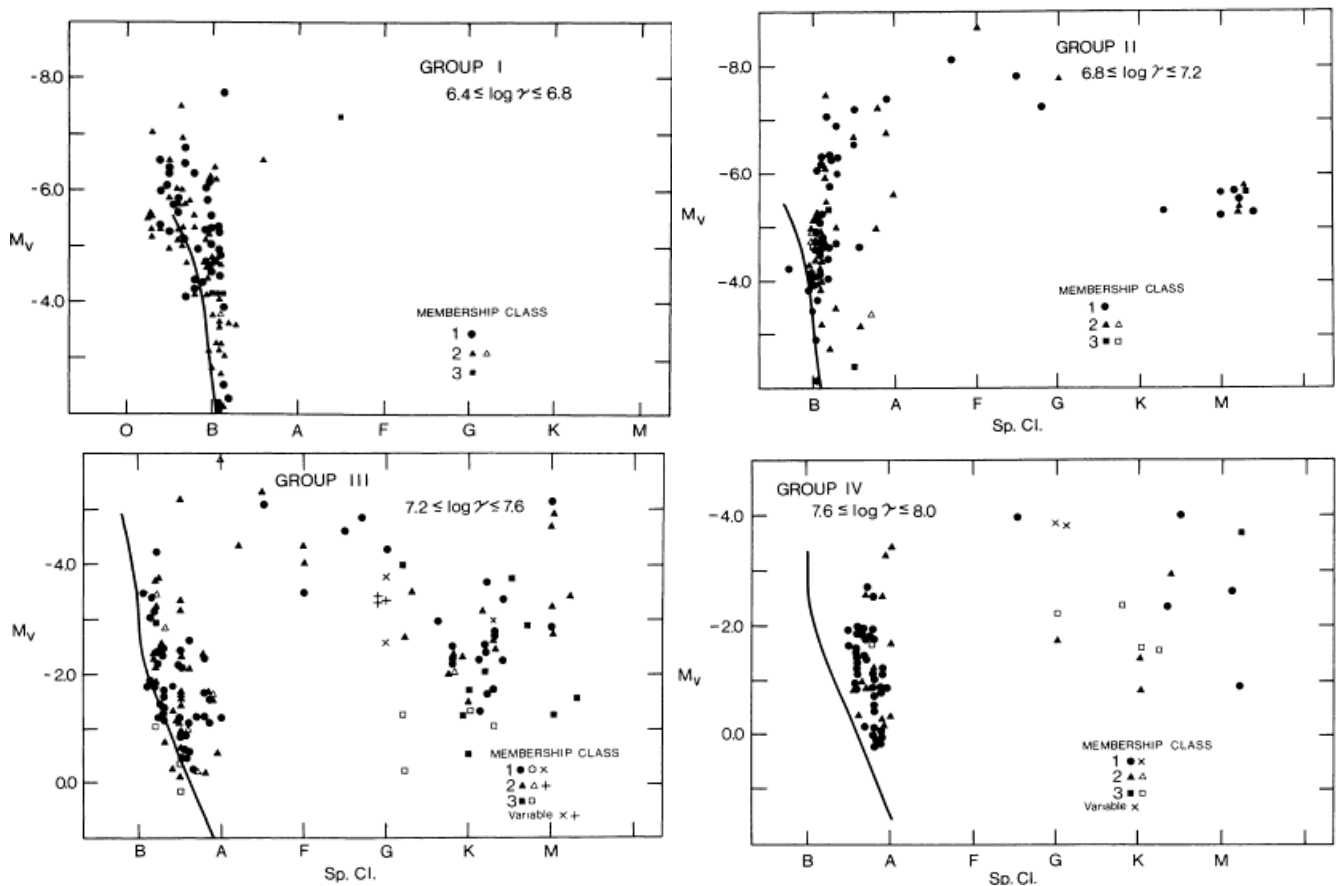 GROUP I
6.4 ≤ log γ ≤ 6.8
-8.0
-6.0
Mv
-4.0
MEMBERSHIP CLASS
1 ●
2 ▲ △
3 ■
O B A F G K M
GROUP II
6.8 ≤ log γ ≤ 7.2
-8.0
-6.0
Mv
-4.0
MEMBERSHIP CLASS
1 ●
2 ▲ △
3 ■ □
B A F G K M
Sp. Cl.
GROUP III
7.2 ≤ log γ ≤ 7.6
-4.0
Mv
-2.0
0.0
MEMBERSHIP CLASS
1 ● ○ ×
2 ▲ △ +
3 ■ □
Variable × +
B A F G K M
Sp. Cl.
GROUP IV
7.6 ≤ log γ ≤ 8.0
-4.0
-2.0
Mv
0.0
MEMBERSHIP CLASS
1 ● ×
2 ▲ △
3 ■ □
Variable ×
B A F G K M
Sp. Cl.